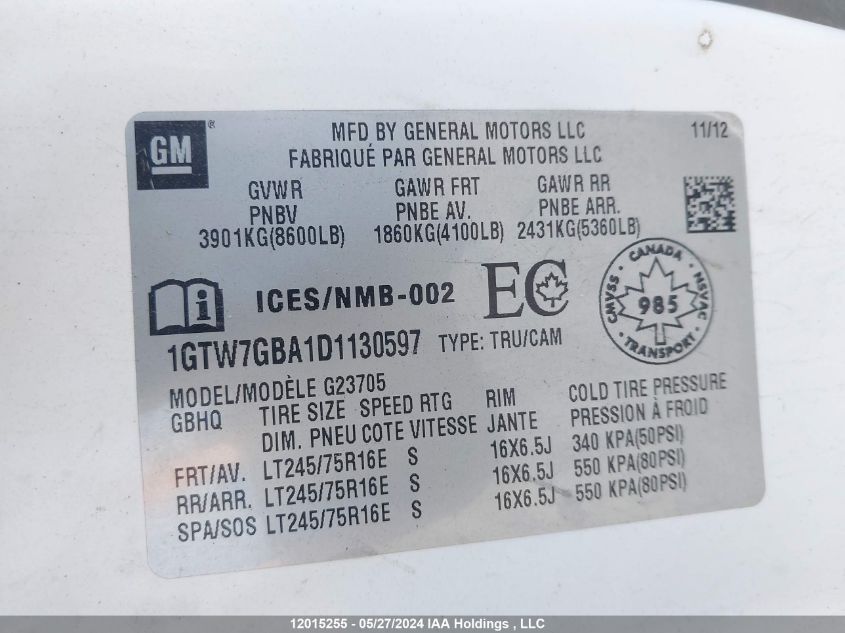 GM ®
MFD BY GENERAL MOTORS LLC 11/12
FABRIQUÉ PAR GENERAL MOTORS LLC
GVWR GAWR FRT GAWR RR
PNBV PNBE AV. PNBE ARR.
3901KG(8600LB) 1860KG(4100LB) 2431KG(5360LB)
i ICES/NMB-002 EC
CANADA
CMVSS 985 NSVAC
TRANSPORT
1GTW7GBA1D1130597 TYPE: TRU/CAM
MODEL/MODÈLE G23705
GBHQ TIRE SIZE SPEED RTG RIM COLD TIRE PRESSURE
DIM. PNEU COTE VITESSE JANTE PRESSION À FROID
FRT/AV. LT245/75R16E S 16X6.5J 340 KPA(50PSI)
RR/ARR. LT245/75R16E S 16X6.5J 550 KPA(80PSI)
SPA/SOS LT245/75R16E S 16X6.5J 550 KPA(80PSI)
12015255 - 05/27/2024 IAA Holdings , LLC